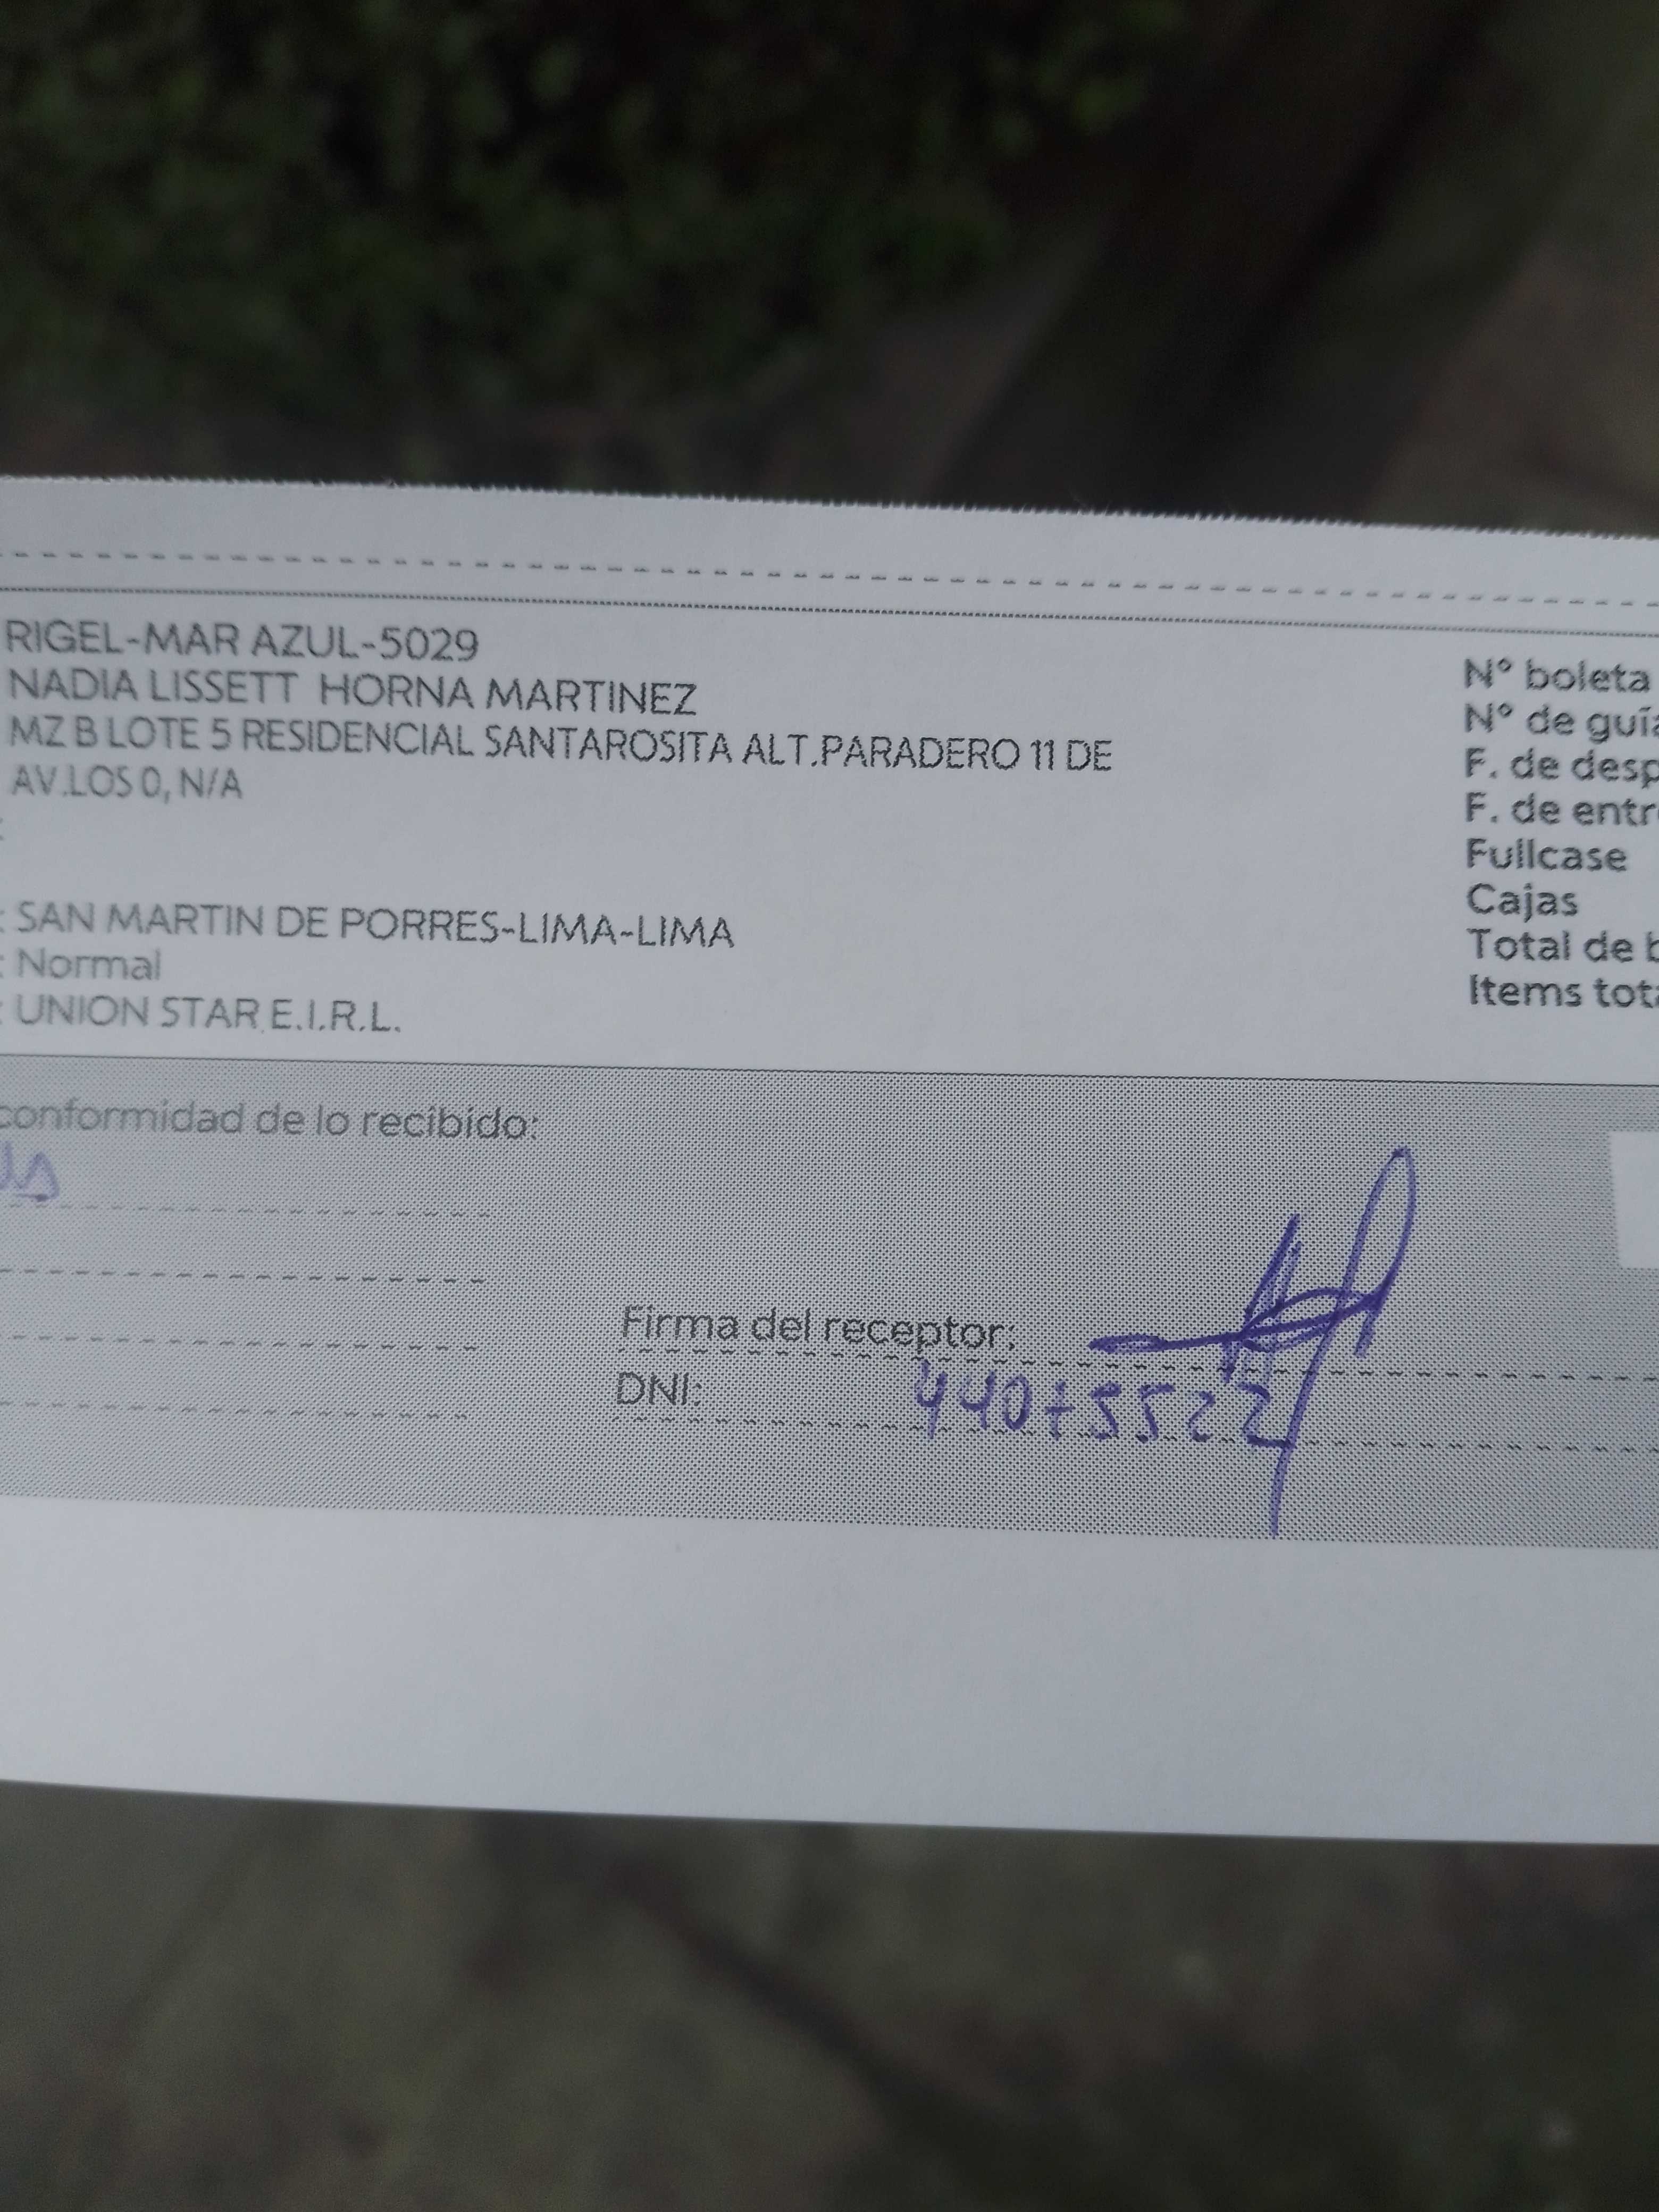 RIGEL-MAR AZUL-5029
NADIA LISSETT HORNA MARTINEZ
MZ B LOTE 5 RESIDENCIAL SANTAROSITA ALT.PARADERO 11 DE
AV.LOS 0, N/A
:
: SAN MARTIN DE PORRES-LIMA-LIMA
: Normal
: UNION STAR E.I.R.L.
N° boleta
N° de guía
F. de desp
F. de entr
Fullcase
Cajas
Total de b
Items tota
conformidad de lo recibido:
Firma del receptor:
DNI: 44075522